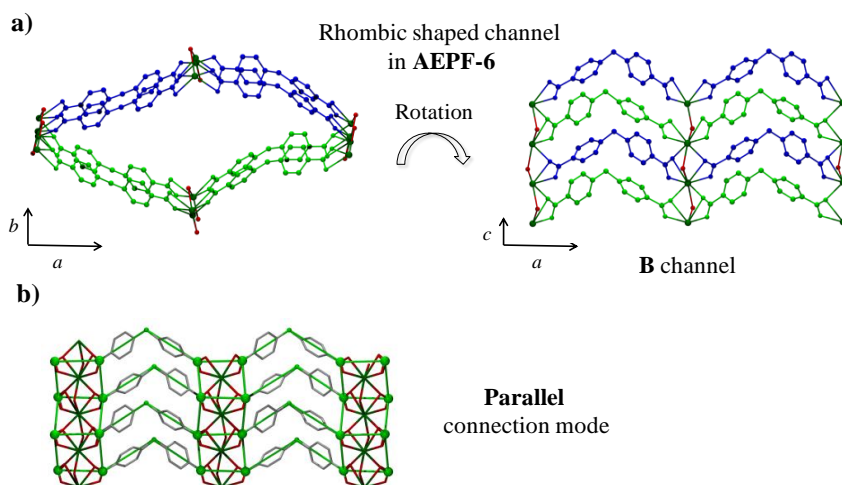 a)
Rhombic shaped channel
in AEPF-6
Rotation
b
a
c
a
B channel
b)
Parallel
connection mode